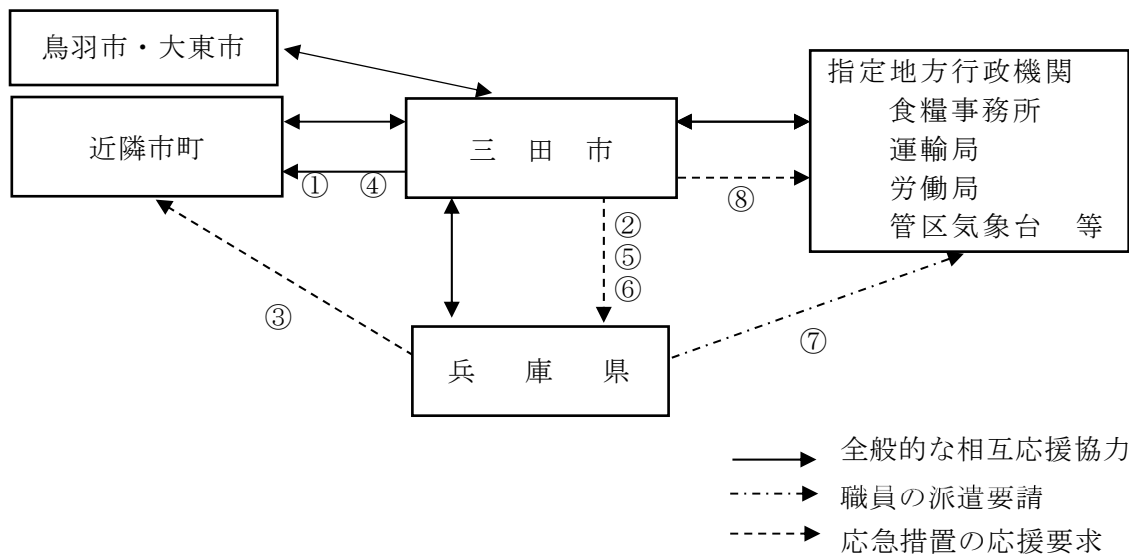 鳥羽市・大東市
近隣市町
三田市
指定地方行政機関
食糧事務所
運輸局
労働局
管区気象台 等
① ④
⑧
②
⑤
⑥
③
⑦
兵庫県
全般的な相互応援協力
職員の派遣要請
応急措置の応援要求